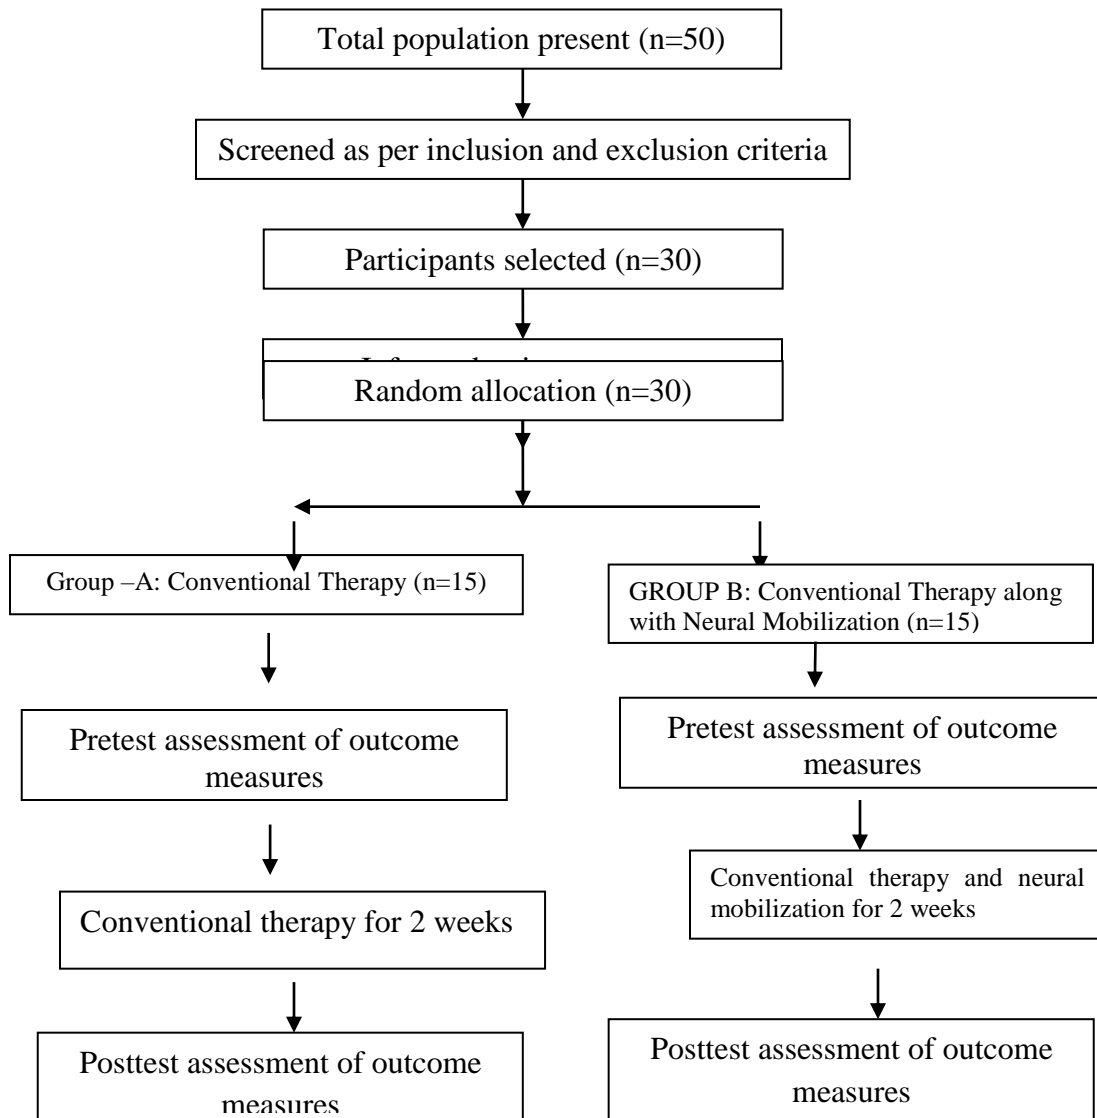 Total population present (n=50)
Screened as per inclusion and exclusion criteria
Participants selected (n=30)
Random allocation (n=30)
Group –A: Conventional Therapy (n=15)
GROUP B: Conventional Therapy along
with Neural Mobilization (n=15)
Pretest assessment of outcome
measures
Pretest assessment of outcome
measures
Conventional therapy for 2 weeks
Conventional therapy and neural
mobilization for 2 weeks
Posttest assessment of outcome
measures
Posttest assessment of outcome
measures